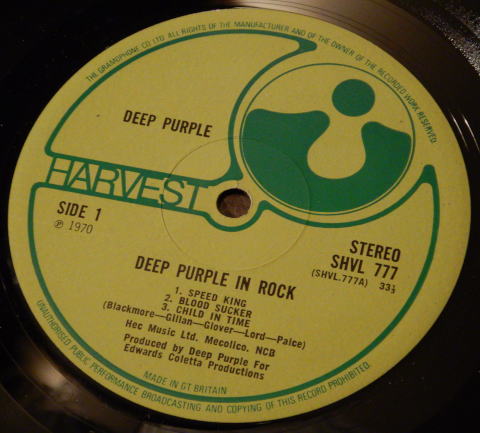 THE GRAMOPHONE CO LTD. ALL RIGHTS OF THE MANUFACTURER AND OF THE OWNER OF THE RECORDED WORK RESERVED.
DEEP PURPLE
HARVEST
SIDE 1
℗ 1970
STEREO
SHVL 777
(SHVL.777A) 33⅓
DEEP PURPLE IN ROCK
1. SPEED KING
2. BLOOD SUCKER
3. CHILD IN TIME
(Blackmore—Gillan—Glover—Lord—Paice)
Hec Music Ltd. Mecolico. NCB
Produced by Deep Purple For
Edwards Coletta Productions
MADE IN GT BRITAIN
UNAUTHORISED PUBLIC PERFORMANCE BROADCASTING AND COPYING OF THIS RECORD PROHIBITED.